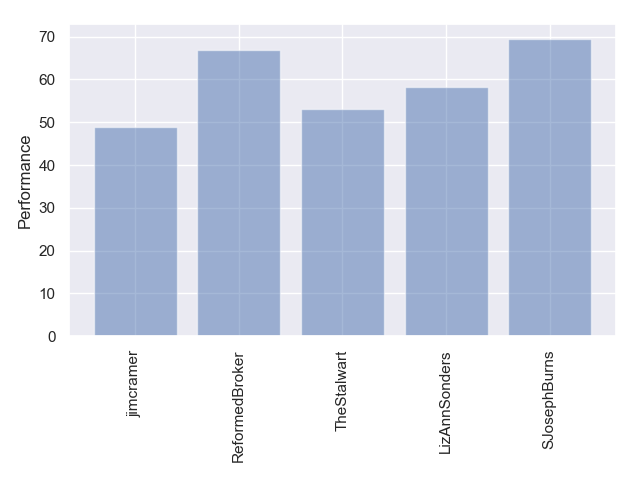 70
60
50
40
30
20
10
0
Performance
jimcramer
ReformedBroker
TheStalwart
LizAnnSonders
SJosephBurns